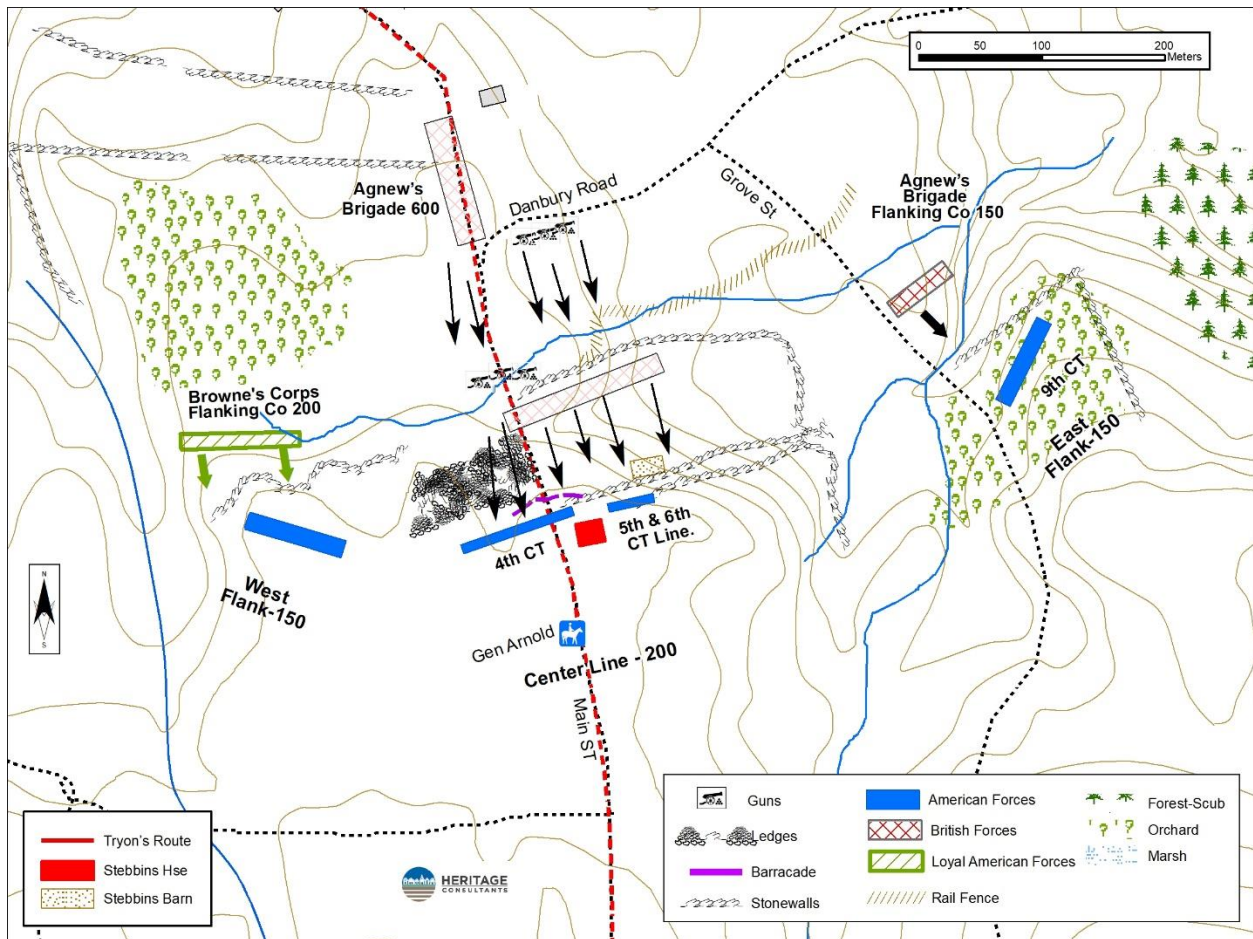 0 50 100 200
Meters
Agnew's
Brigade 600
Danbury Road
Grove St
Agnew's
Brigade
Flanking Co 150
Browne's Corps
Flanking Co 200
9th CT
East
Flank-150
4th CT
5th & 6th
CT Line.
West
Flank-150
N
S
Gen Arnold
Center Line - 200
Main ST
Tryon's Route
Stebbins Hse
Stebbins Barn
HERITAGE
CONSULTANTS
Guns
Ledges
Barracade
Stonewalls
American Forces
British Forces
Loyal American Forces
Rail Fence
Forest-Scub
Orchard
Marsh